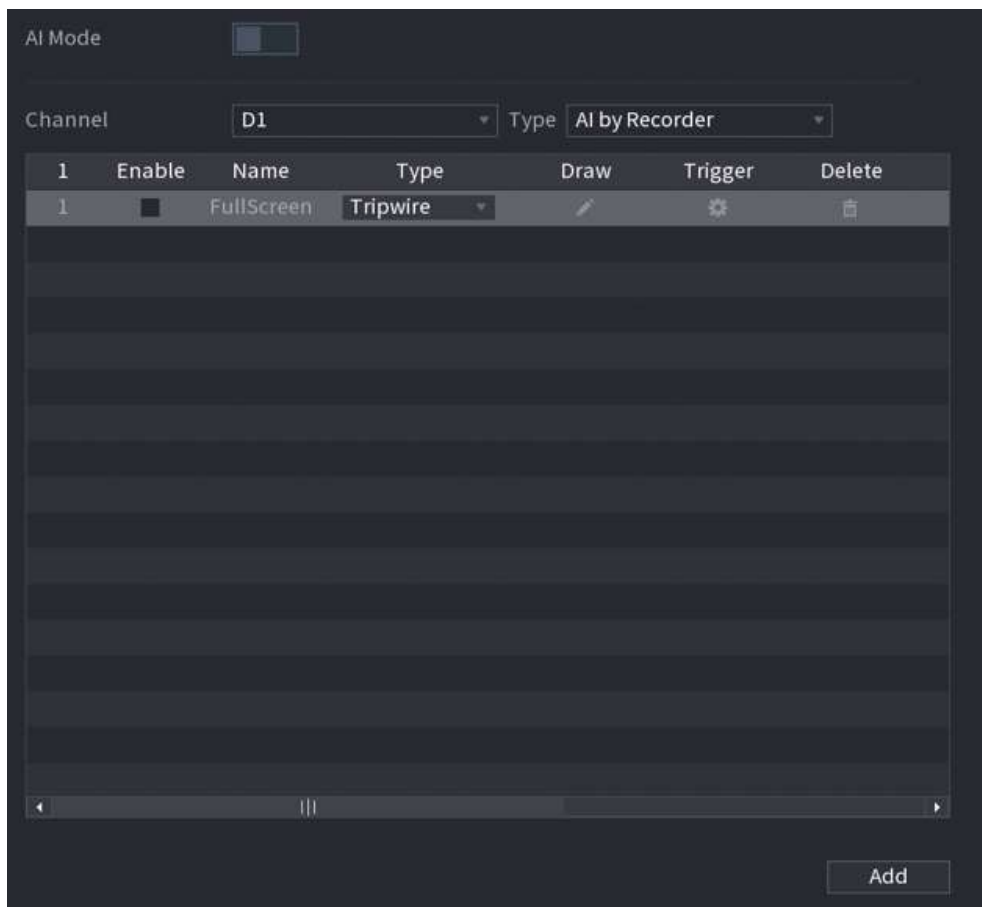 AI Mode
Channel D1 Type AI by Recorder
1 Enable Name Type Draw Trigger Delete
1 FullScreen Tripwire
Add